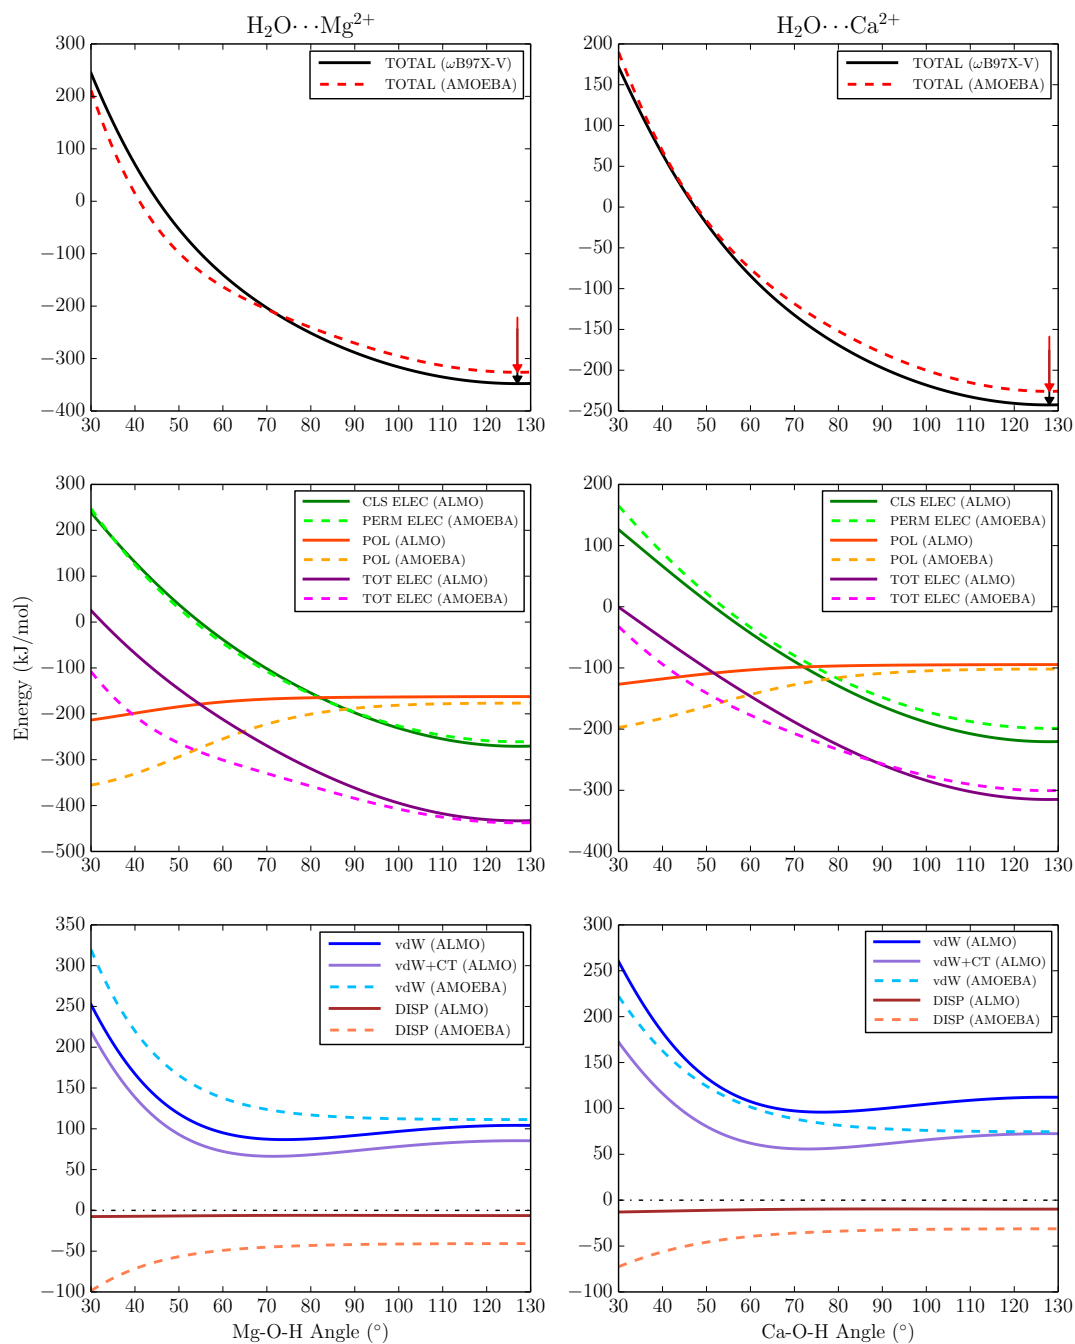 H₂O···Mg²⁺
300
200
100
0
−100
−200
−300
−400
30 40 50 60 70 80 90 100 110 120 130
TOTAL (ωB97X-V)
TOTAL (AMOEBA)
H₂O···Ca²⁺
200
150
100
50
0
−50
−100
−150
−200
−250
30 40 50 60 70 80 90 100 110 120 130
TOTAL (ωB97X-V)
TOTAL (AMOEBA)
Energy (kJ/mol)
300
200
100
0
−100
−200
−300
−400
−500
30 40 50 60 70 80 90 100 110 120 130
CLS ELEC (ALMO)
PERM ELEC (AMOEBA)
POL (ALMO)
POL (AMOEBA)
TOT ELEC (ALMO)
TOT ELEC (AMOEBA)
200
100
0
−100
−200
−300
−400
30 40 50 60 70 80 90 100 110 120 130
CLS ELEC (ALMO)
PERM ELEC (AMOEBA)
POL (ALMO)
POL (AMOEBA)
TOT ELEC (ALMO)
TOT ELEC (AMOEBA)
350
300
250
200
150
100
50
0
−50
−100
30 40 50 60 70 80 90 100 110 120 130
vdW (ALMO)
vdW+CT (ALMO)
vdW (AMOEBA)
DISP (ALMO)
DISP (AMOEBA)
Mg-O-H Angle (°)
300
250
200
150
100
50
0
−50
−100
30 40 50 60 70 80 90 100 110 120 130
vdW (ALMO)
vdW+CT (ALMO)
vdW (AMOEBA)
DISP (ALMO)
DISP (AMOEBA)
Ca-O-H Angle (°)